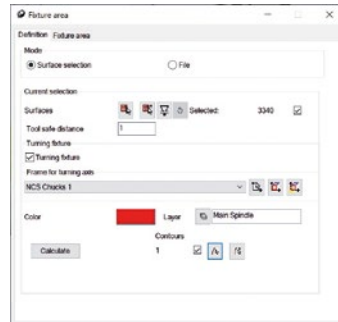 Fixture area
Definition Fixture area
Mode
Surface selection File
Current selection
Surfaces Selected: 3340
Tool safe distance 1
Turning fixture
Turning fixture
Frame for turning axis
NCS Chucks 1
Color Layer Main Spindle
Contours
Calculate 1